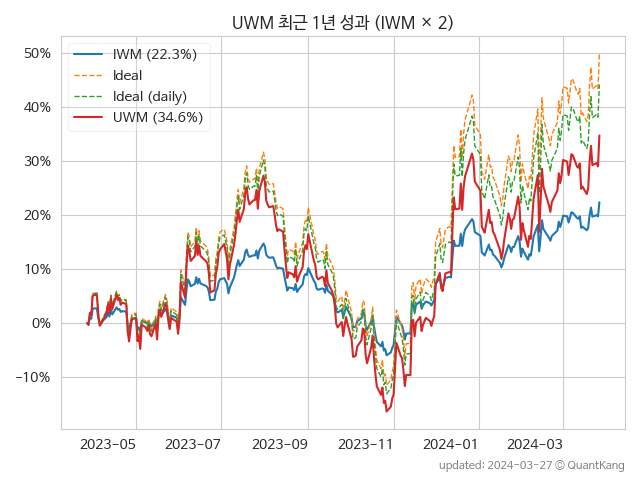 UWM 최근 1년 성과 (IWM × 2)
IWM (22.3%)
Ideal
Ideal (daily)
UWM (34.6%)
50%
40%
30%
20%
10%
0%
−10%
2023-05
2023-07
2023-09
2023-11
2024-01
2024-03
updated: 2024-03-27 © QuantKang